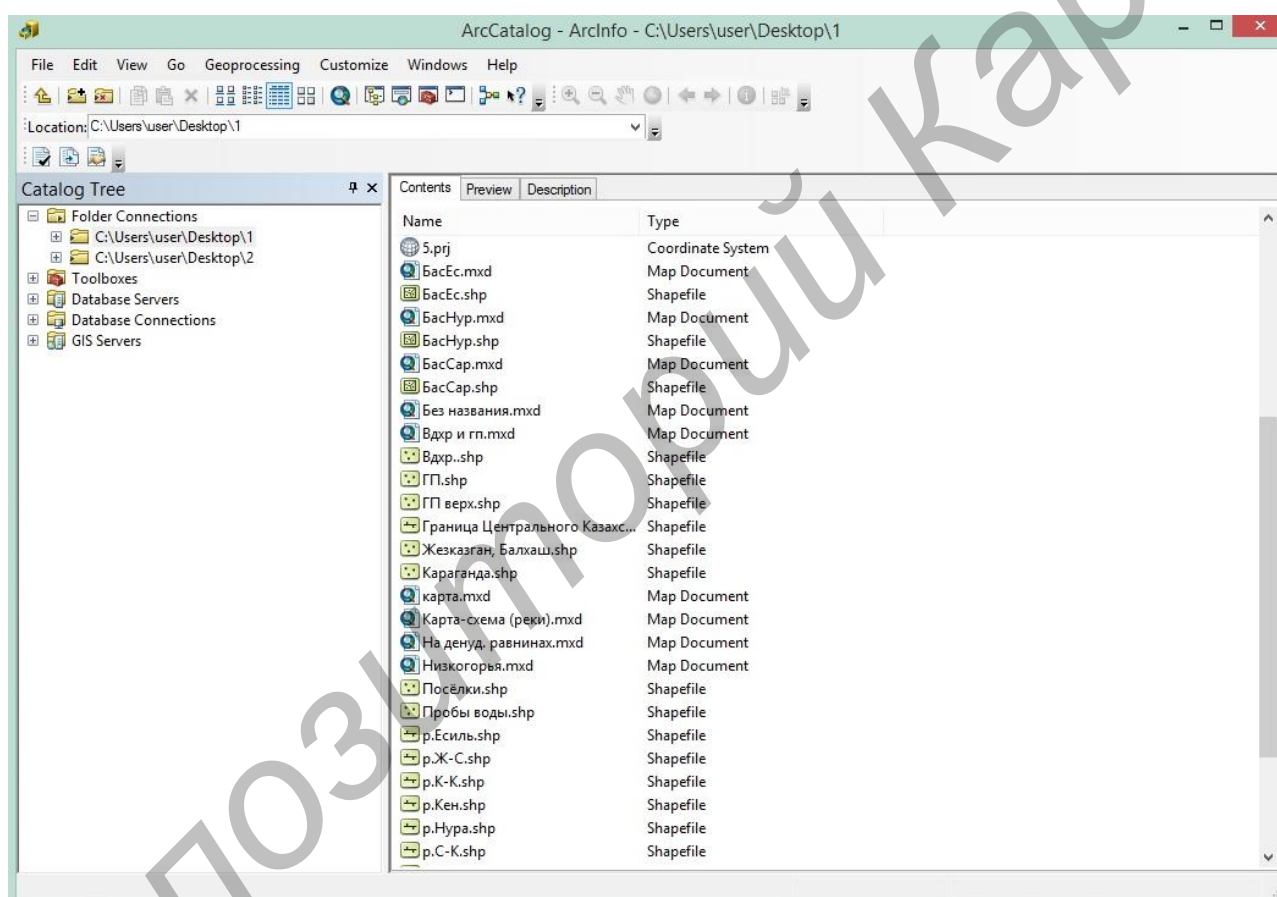 ArcCatalog - ArcInfo - C:\Users\user\Desktop\1
File Edit View Go Geoprocessing Customize Windows Help
Location: C:\Users\user\Desktop\1
Catalog Tree
Folder Connections
C:\Users\user\Desktop\1
C:\Users\user\Desktop\2
Toolboxes
Database Servers
Database Connections
GIS Servers
Contents Preview Description
Name Type
5.prj Coordinate System
БасЕс.mxd Map Document
БасЕс.shp Shapefile
БасНур.mxd Map Document
БасНур.shp Shapefile
БасСар.mxd Map Document
БасСар.shp Shapefile
Без названия.mxd Map Document
Вдхр и гп.mxd Map Document
Вдхр..shp Shapefile
ГП.shp Shapefile
ГП верх.shp Shapefile
Граница Центрального Казахс... Shapefile
Жезказган, Балхаш.shp Shapefile
Караганда.shp Shapefile
карта.mxd Map Document
Карта-схема (реки).mxd Map Document
На денуд. равнинах.mxd Map Document
Низкогорья.mxd Map Document
Посёлки.shp Shapefile
Пробы воды.shp Shapefile
р.Есиль.shp Shapefile
р.Ж-С.shp Shapefile
р.К-К.shp Shapefile
р.Кен.shp Shapefile
р.Нура.shp Shapefile
р.С-К.shp Shapefile
позиторий Кар